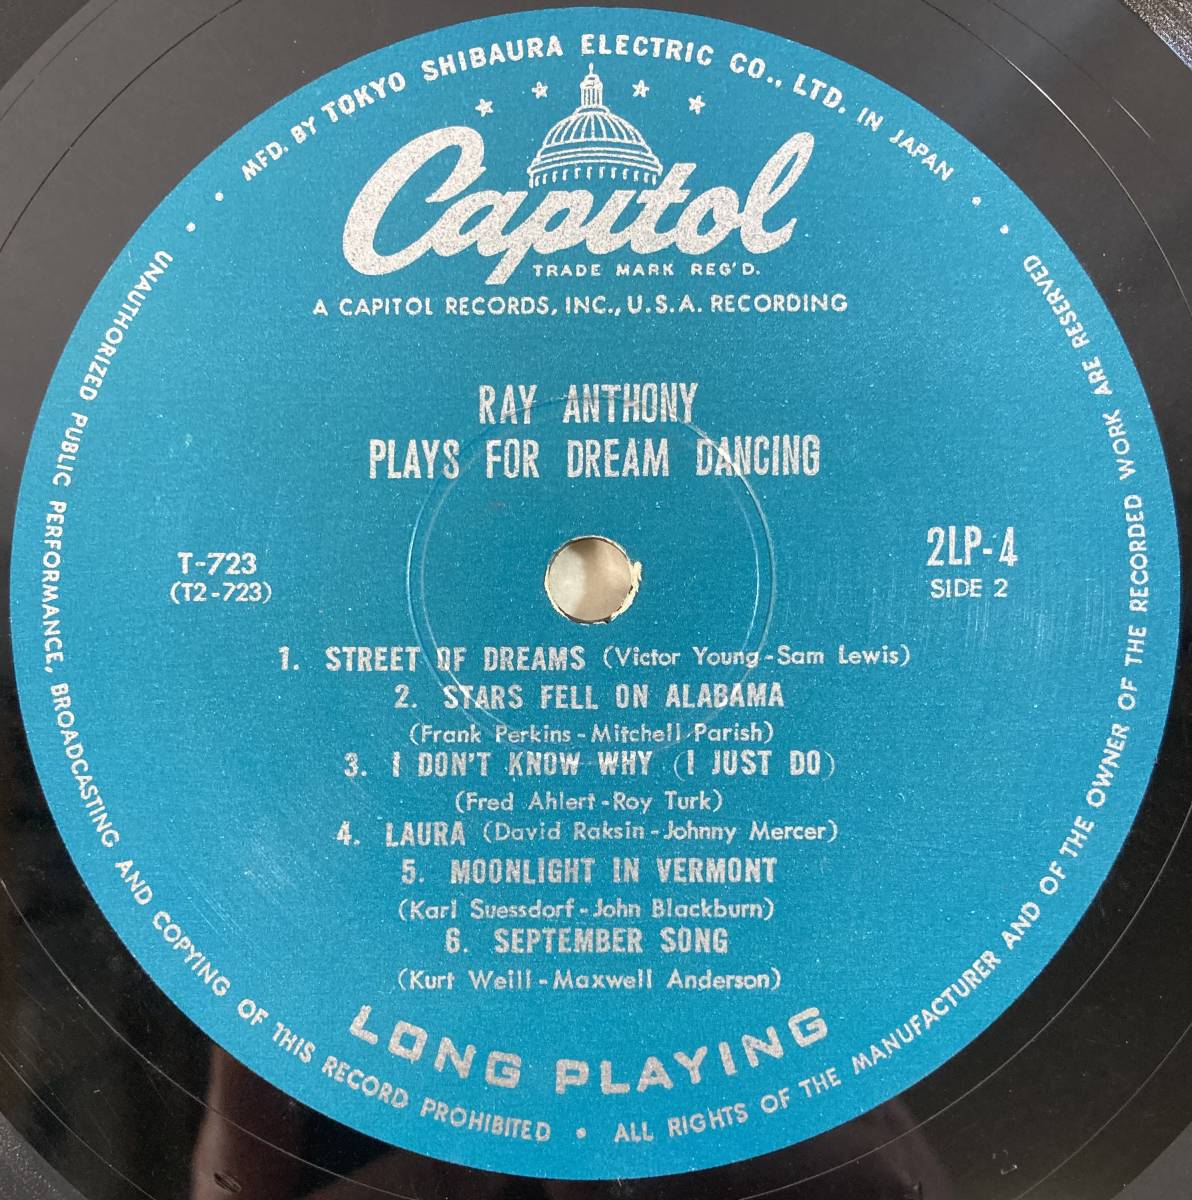 MFD. BY TOKYO SHIBAURA ELECTRIC CO., LTD. IN JAPAN
Capitol
TRADE MARK REG'D.
A CAPITOL RECORDS, INC., U.S.A. RECORDING
RAY ANTHONY
PLAYS FOR DREAM DANCING
T-723
(T2-723)
2LP-4
SIDE 2
1. STREET OF DREAMS (Victor Young-Sam Lewis)
2. STARS FELL ON ALABAMA
(Frank Perkins-Mitchell Parish)
3. I DON'T KNOW WHY (I JUST DO)
(Fred Ahlert-Roy Turk)
4. LAURA (David Raksin-Johnny Mercer)
5. MOONLIGHT IN VERMONT
(Karl Suessdorf-John Blackburn)
6. SEPTEMBER SONG
(Kurt Weill-Maxwell Anderson)
LONG PLAYING
UNAUTHORIZED PUBLIC PERFORMANCE, BROADCASTING AND COPYING OF THIS RECORD PROHIBITED • ALL RIGHTS OF THE MANUFACTURER AND OF THE OWNER OF THE RECORDED WORK ARE RESERVED